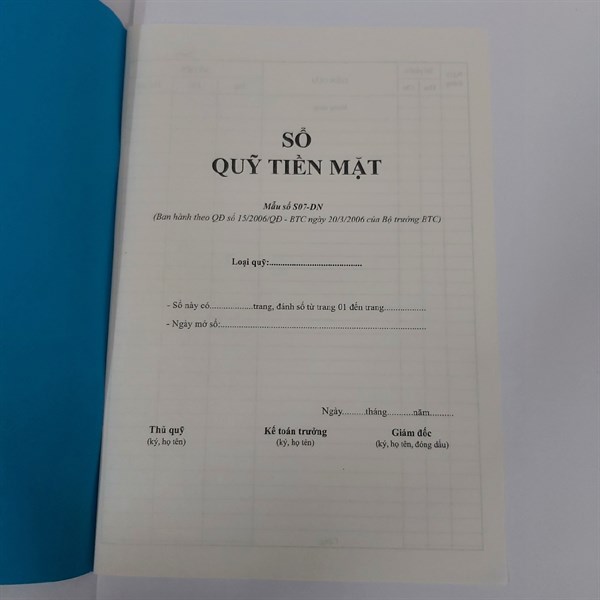 SỔ
QUỸ TIỀN MẶT
Mẫu số S07-DN
(Ban hành theo QĐ số 15/2006/QĐ - BTC ngày 20/3/2006 của Bộ trưởng BTC)
Loại quỹ:.........................................
- Sổ này có...................trang, đánh số từ trang 01 đến trang..................
- Ngày mở sổ:...........................................................................................
Ngày.........tháng..........năm.........
Thủ quỹ Kế toán trưởng Giám đốc
(ký, họ tên) (ký, họ tên) (ký, họ tên, đóng dấu)